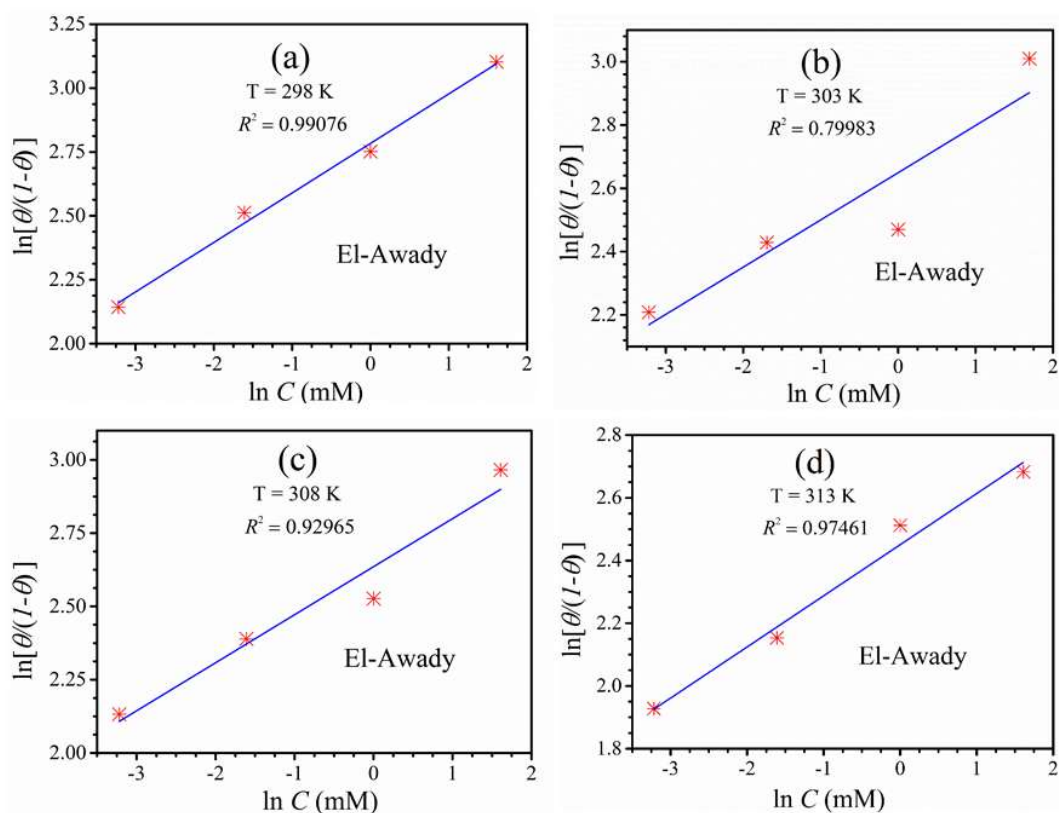 (a)
T = 298 K
R² = 0.99076
El-Awady
ln[θ/(1-θ)]
3.25
3.00
2.75
2.50
2.25
2.00
-3 -2 -1 0 1 2
ln C (mM)
(b)
T = 303 K
R² = 0.79983
El-Awady
ln[θ/(1-θ)]
3.0
2.8
2.6
2.4
2.2
-3 -2 -1 0 1 2
ln C (mM)
(c)
T = 308 K
R² = 0.92965
El-Awady
ln[θ/(1-θ)]
3.00
2.75
2.50
2.25
2.00
-3 -2 -1 0 1 2
ln C (mM)
(d)
T = 313 K
R² = 0.97461
El-Awady
ln[θ/(1-θ)]
2.8
2.6
2.4
2.2
2.0
1.8
-3 -2 -1 0 1 2
ln C (mM)